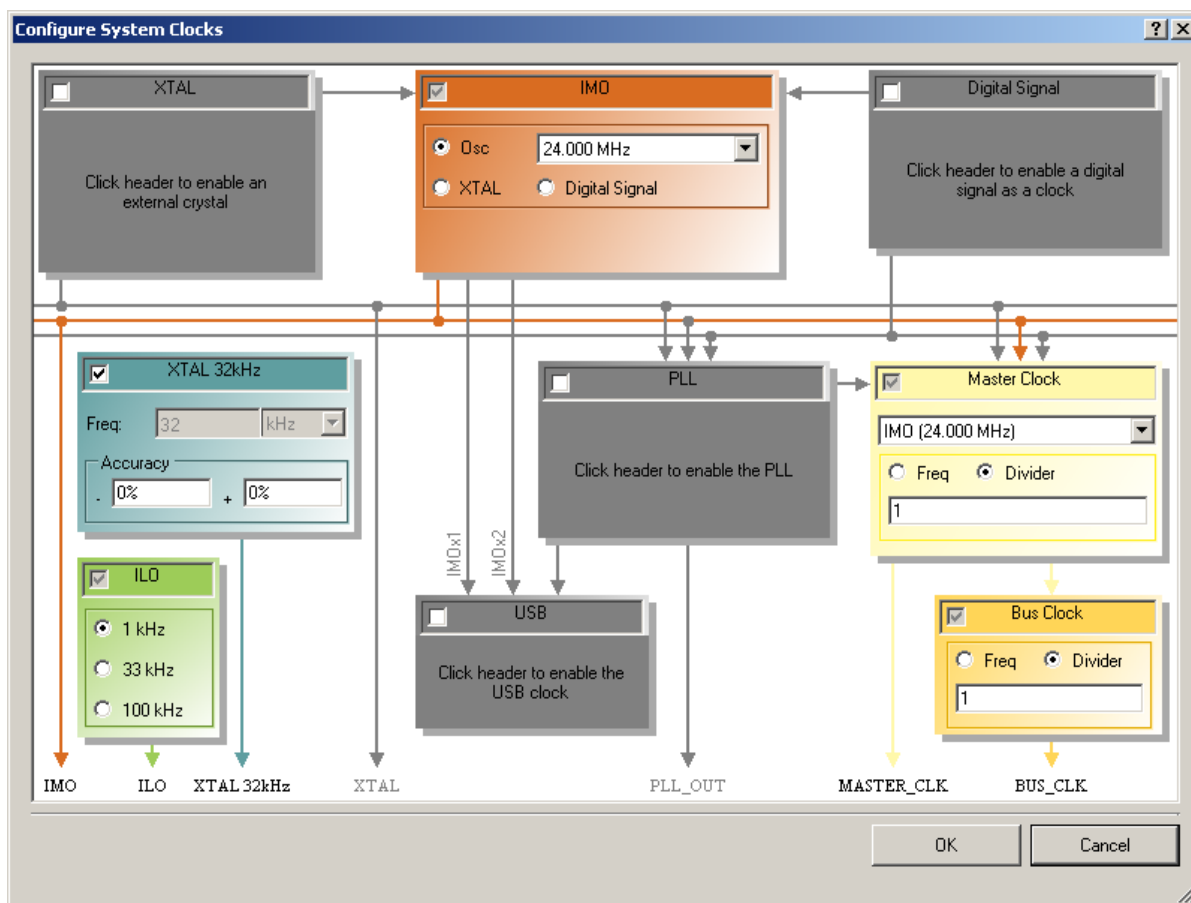 Configure System Clocks
XTAL
Click header to enable an
external crystal
IMO
Osc
24.000 MHz
XTAL
Digital Signal
Digital Signal
Click header to enable a digital
signal as a clock
XTAL 32kHz
Freq:
32
kHz
Accuracy
-
0%
+
0%
PLL
Click header to enable the PLL
Master Clock
IMO (24.000 MHz)
Freq
Divider
1
IMOx1
IMOx2
ILO
1 kHz
33 kHz
100 kHz
USB
Click header to enable the
USB clock
Bus Clock
Freq
Divider
1
IMO
ILO
XTAL 32kHz
XTAL
PLL_OUT
MASTER_CLK
BUS_CLK
OK
Cancel